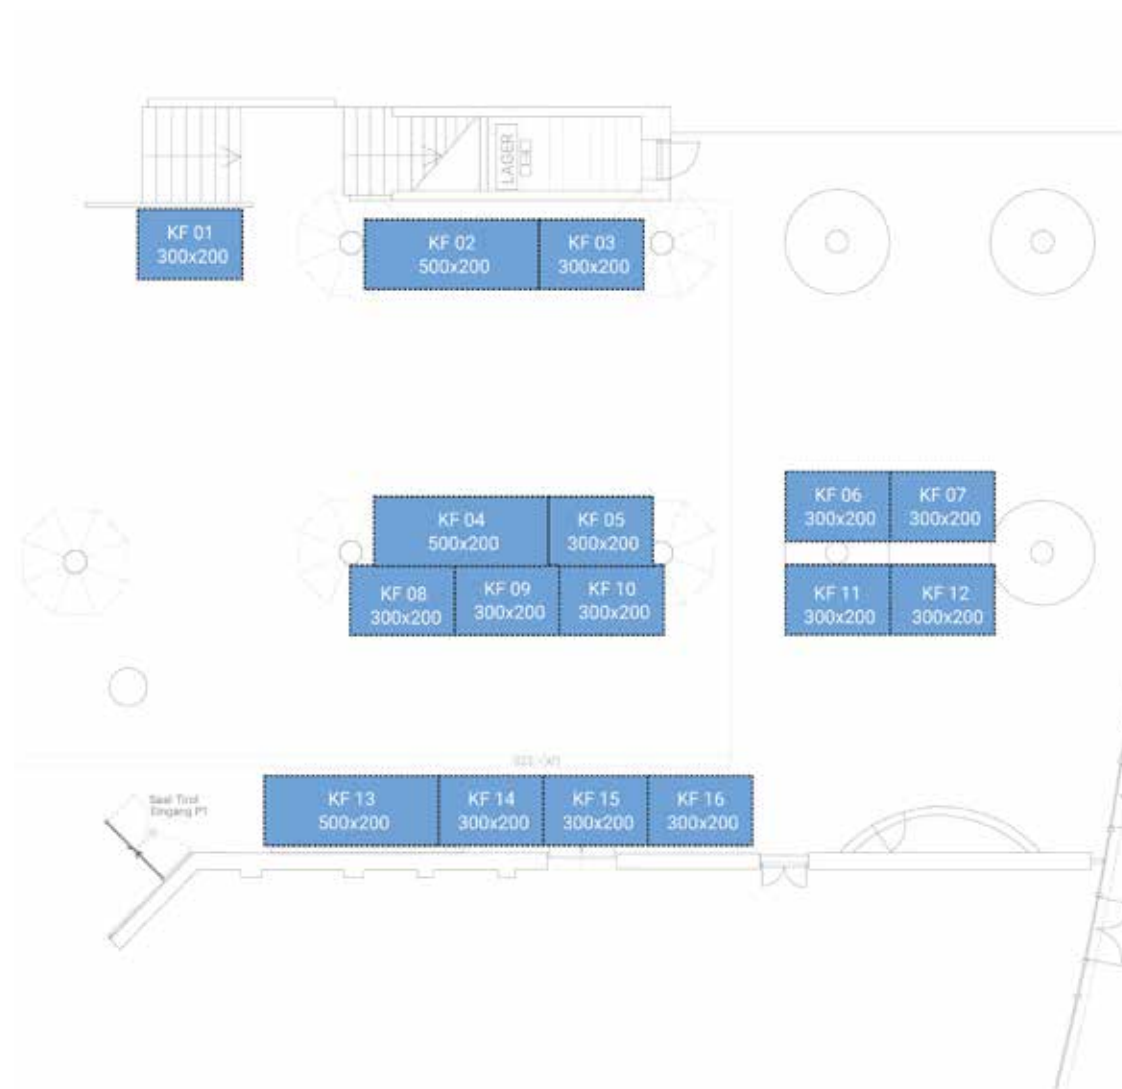 LAGER
KF 01
300x200
KF 02
500x200
KF 03
300x200
KF 04
500x200
KF 05
300x200
KF 06
300x200
KF 07
300x200
KF 08
300x200
KF 09
300x200
KF 10
300x200
KF 11
300x200
KF 12
300x200
KF 13
500x200
KF 14
300x200
KF 15
300x200
KF 16
300x200
Saal Tirol
Eingang P1